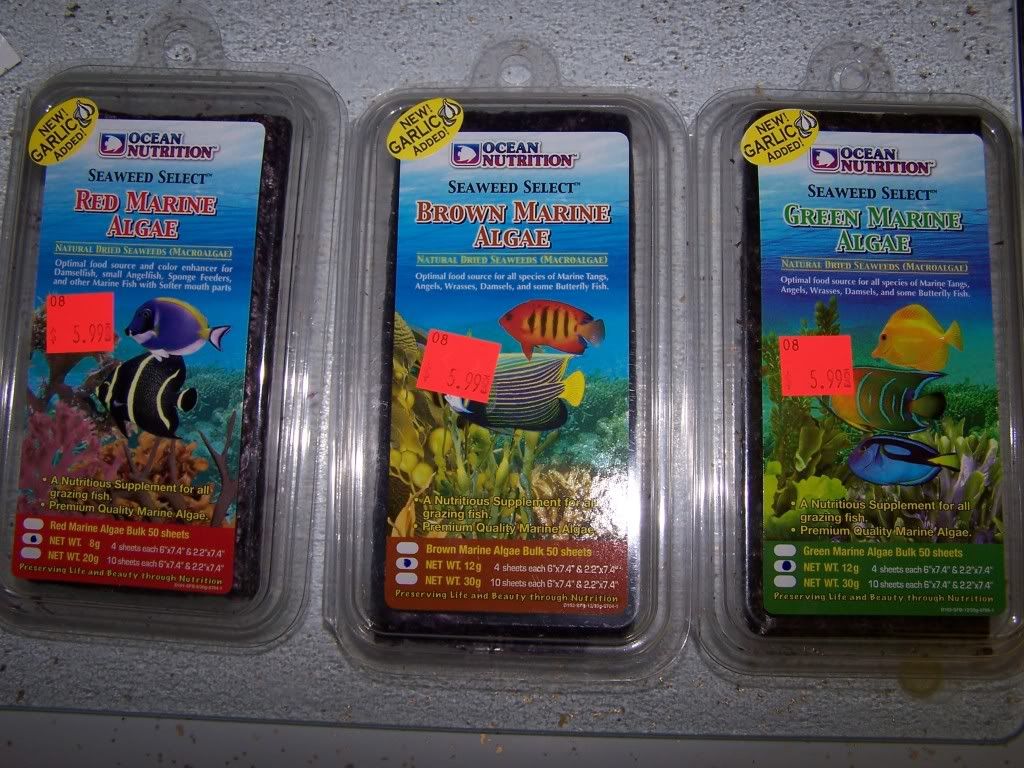 NEW!
GARLIC
ADDED!
OCEAN
NUTRITION™
SEAWEED SELECT™
RED MARINE
ALGAE
NATURAL DRIED SEAWEEDS (MACROALGAE)
Optimal food source and color enhancer for
Damselfish, small Angelfish, Sponge Feeders,
and other Marine Fish with Softer mouth parts
08
$ 5.99
• A Nutritious Supplement for all
grazing fish.
• Premium Quality Marine Algae.
Red Marine Algae Bulk 50 sheets
NET WT. 8g 4 sheets each 6"x7.4" & 2.2"x7.4"
NET WT. 20g 10 sheets each 6"x7.4" & 2.2"x7.4"
Preserving Life and Beauty through Nutrition
NEW!
GARLIC
ADDED!
OCEAN
NUTRITION™
SEAWEED SELECT™
BROWN MARINE
ALGAE
NATURAL DRIED SEAWEEDS (MACROALGAE)
Optimal food source for all species of Marine Tangs,
Angels, Wrasses, Damsels, and some Butterfly Fish.
08
$ 5.99
• A Nutritious Supplement for all
grazing fish.
• Premium Quality Marine Algae.
Brown Marine Algae Bulk 50 sheets
NET WT. 12g 4 sheets each 6"x7.4" & 2.2"x7.4"
NET WT. 30g 10 sheets each 6"x7.4" & 2.2"x7.4"
Preserving Life and Beauty through Nutrition
NEW!
GARLIC
ADDED!
OCEAN
NUTRITION™
SEAWEED SELECT™
GREEN MARINE
ALGAE
NATURAL DRIED SEAWEEDS (MACROALGAE)
Optimal food source for all species of Marine Tangs,
Angels, Wrasses, Damsels, and some Butterfly Fish.
08
$ 5.99
• A Nutritious Supplement for all
grazing fish.
• Premium Quality Marine Algae.
Green Marine Algae Bulk 50 sheets
NET WT. 12g 4 sheets each 6"x7.4" & 2.2"x7.4"
NET WT. 30g 10 sheets each 6"x7.4" & 2.2"x7.4"
Preserving Life and Beauty through Nutrition